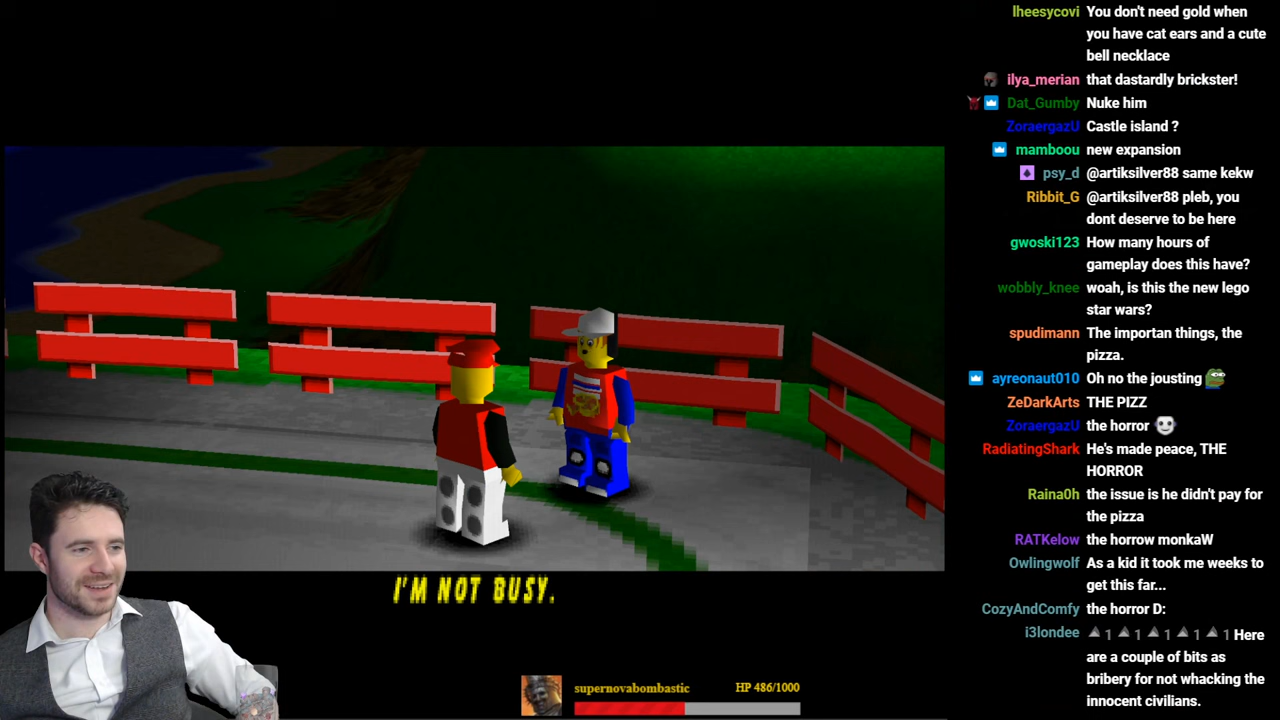 lheesycovi You don't need gold when
you have cat ears and a cute
bell necklace
ilya_merian that dastardly brickster!
Dat_Gumby Nuke him
ZoraergazU Castle island ?
mamboou new expansion
psy_d @artiksilver88 same kekw
Ribbit_G @artiksilver88 pleb, you
dont deserve to be here
gwoski123 How many hours of
gameplay does this have?
wobbly_knee woah, is this the new lego
star wars?
spudimann The importan things, the
pizza.
ayreonaut010 Oh no the jousting
ZeDarkArts THE PIZZ
ZoraergazU the horror
RadiatingShark He's made peace, THE
HORROR
Raina0h the issue is he didn't pay for
the pizza
RATKelow the horrow monkaW
Owlingwolf As a kid it took me weeks to
get this far...
CozyAndComfy the horror D:
i3londee 1 1 1 1 1 Here
are a couple of bits as
bribery for not whacking the
innocent civilians.
I'M NOT BUSY.
supernovabombastic HP 486/1000